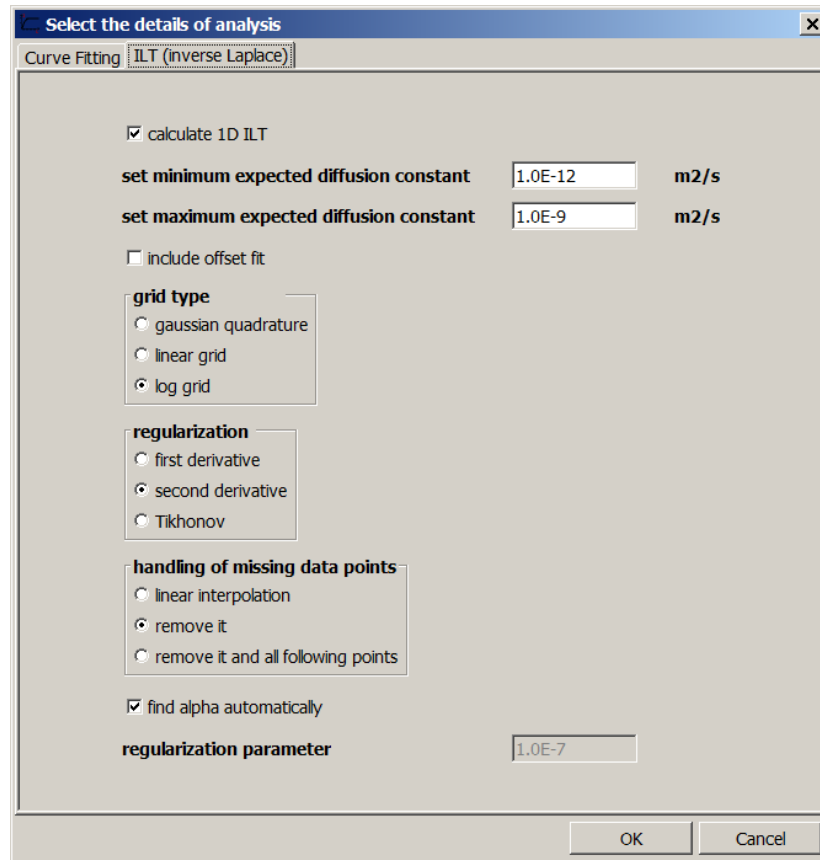 Select the details of analysis
Curve Fitting ILT (inverse Laplace)
calculate 1D ILT
set minimum expected diffusion constant 1.0E-12 m2/s
set maximum expected diffusion constant 1.0E-9 m2/s
include offset fit
grid type
gaussian quadrature
linear grid
log grid
regularization
first derivative
second derivative
Tikhonov
handling of missing data points
linear interpolation
remove it
remove it and all following points
find alpha automatically
regularization parameter 1.0E-7
OK Cancel